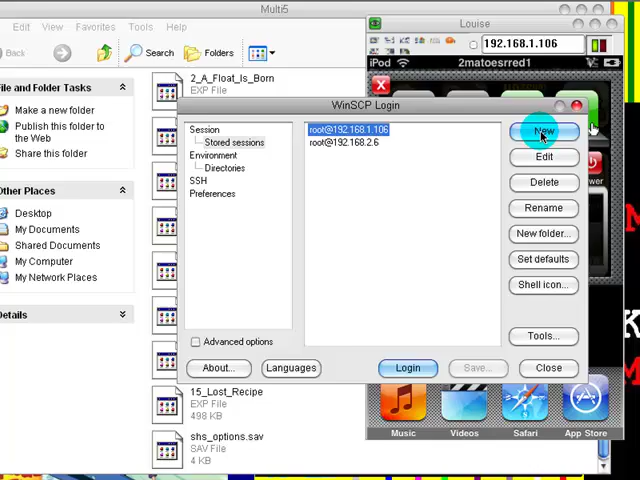 Multi5
Edit View Favorites Tools Help
Back Search Folders
File and Folder Tasks
Make a new folder
Publish this folder to
the Web
Share this folder
Other Places
Desktop
My Documents
Shared Documents
My Computer
My Network Places
Details
2_A_Float_Is_Born
EXP File
15_Lost_Recipe
EXP File
498 KB
shs_options.sav
SAV File
4 KB
Louise
192.168.1.106
iPod 2matoesrred1
WinSCP Login
Session
Stored sessions
Environment
Directories
SSH
Preferences
root@192.168.1.106
root@192.168.2.6
New
Edit
Delete
Rename
New folder...
Set defaults
Shell icon...
Tools...
Advanced options
About... Languages Login Save... Close
Music Videos Safari App Store